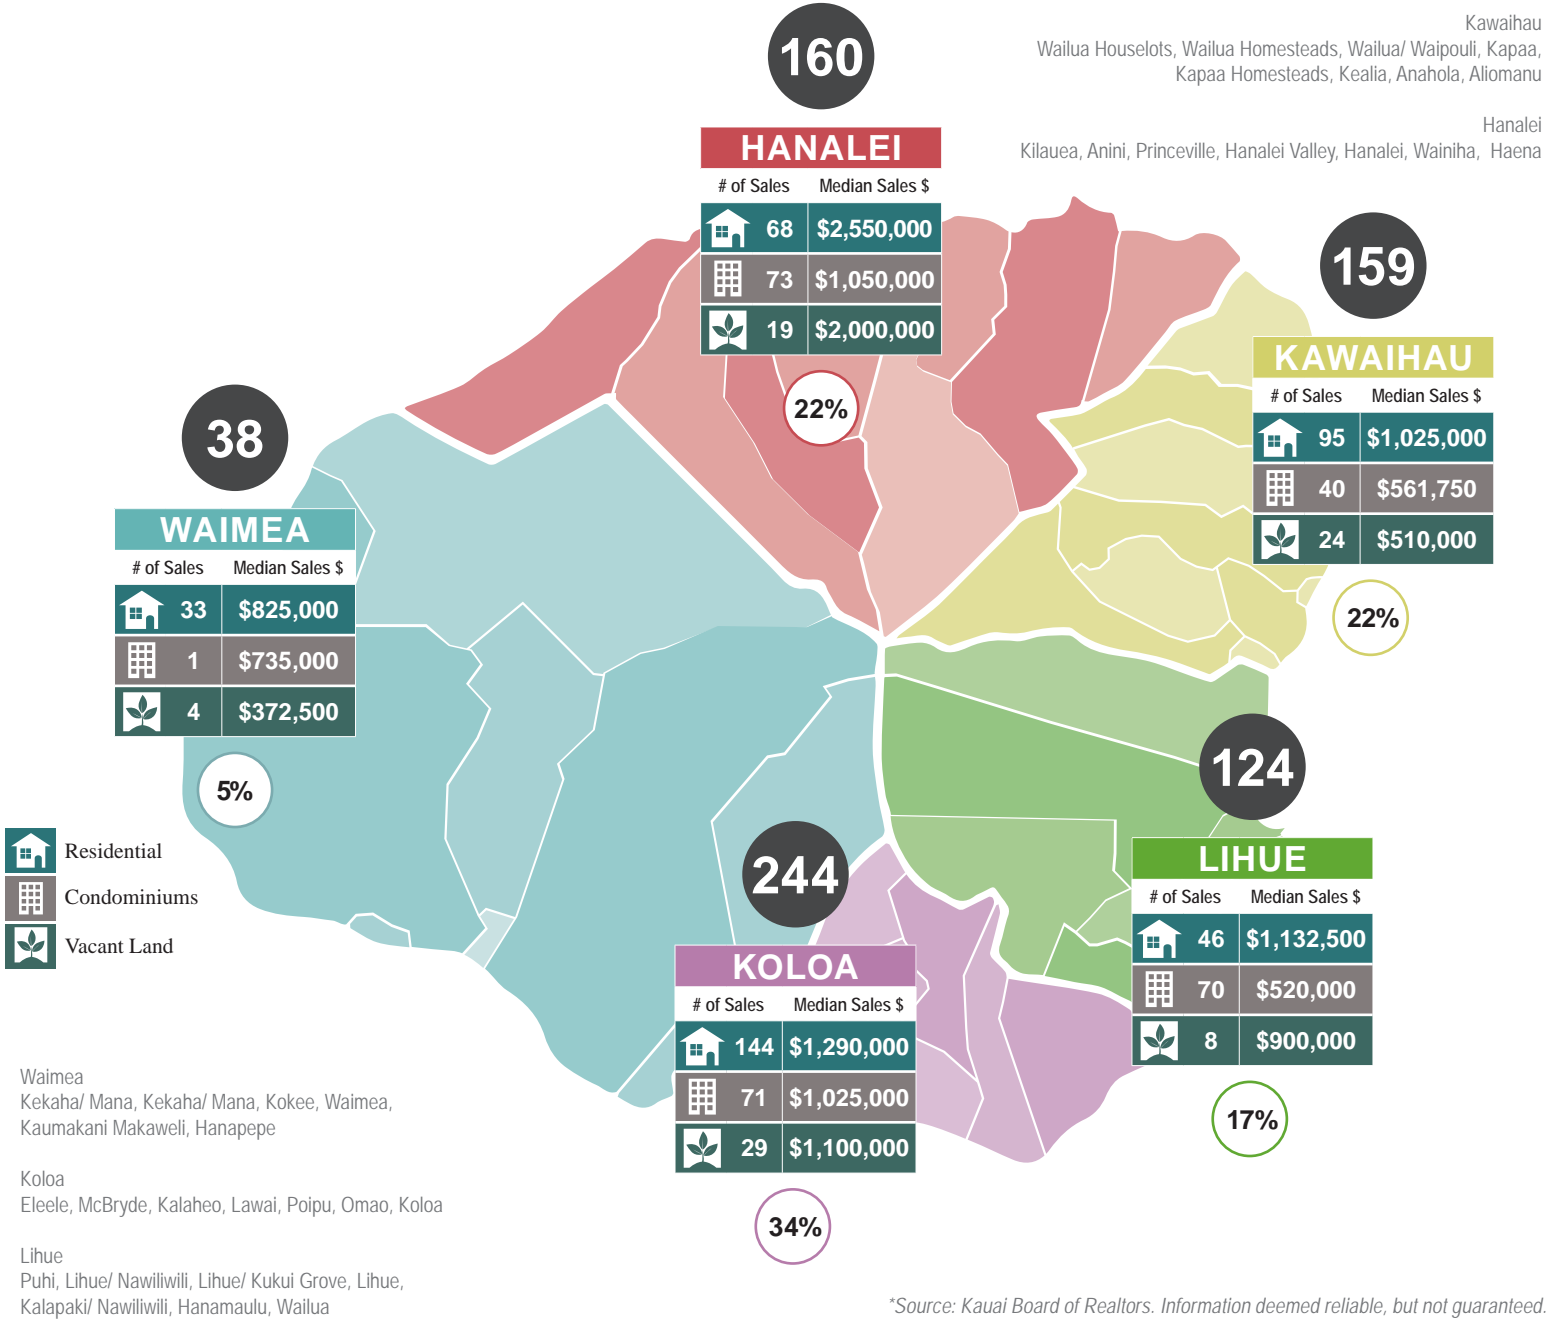 Kawaihau
Wailua Houselots, Wailua Homesteads, Wailua/ Waipouli, Kapaa,
Kapaa Homesteads, Kealia, Anahola, Aliomanu
Hanalei
Kilauea, Anini, Princeville, Hanalei Valley, Hanalei, Wainiha, Haena
160
HANALEI
# of Sales Median Sales $
68 $2,550,000
73 $1,050,000
19 $2,000,000
22%
159
KAWAIHAU
# of Sales Median Sales $
95 $1,025,000
40 $561,750
24 $510,000
22%
38
WAIMEA
# of Sales Median Sales $
33 $825,000
1 $735,000
4 $372,500
5%
124
LIHUE
# of Sales Median Sales $
46 $1,132,500
70 $520,000
8 $900,000
17%
244
KOLOA
# of Sales Median Sales $
144 $1,290,000
71 $1,025,000
29 $1,100,000
34%
Residential
Condominiums
Vacant Land
Waimea
Kekaha/ Mana, Kekaha/ Mana, Kokee, Waimea,
Kaumakani Makaweli, Hanapepe
Koloa
Eleele, McBryde, Kalaheo, Lawai, Poipu, Omao, Koloa
Lihue
Puhi, Lihue/ Nawiliwili, Lihue/ Kukui Grove, Lihue,
Kalapaki/ Nawiliwili, Hanamaulu, Wailua
*Source: Kauai Board of Realtors. Information deemed reliable, but not guaranteed.